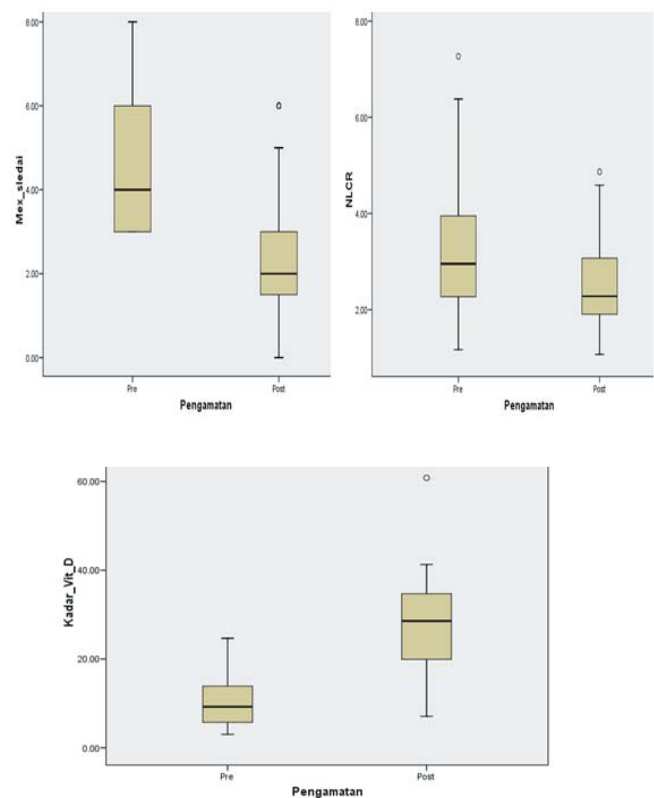 Mex_sledai
8.00
6.00
4.00
2.00
0.00
Pre
Post
Pengamatan
NLCR
8.00
6.00
4.00
2.00
Pre
Post
Pengamatan
Kadar_Vit_D
60.00
40.00
20.00
0.00
Pre
Post
Pengamatan